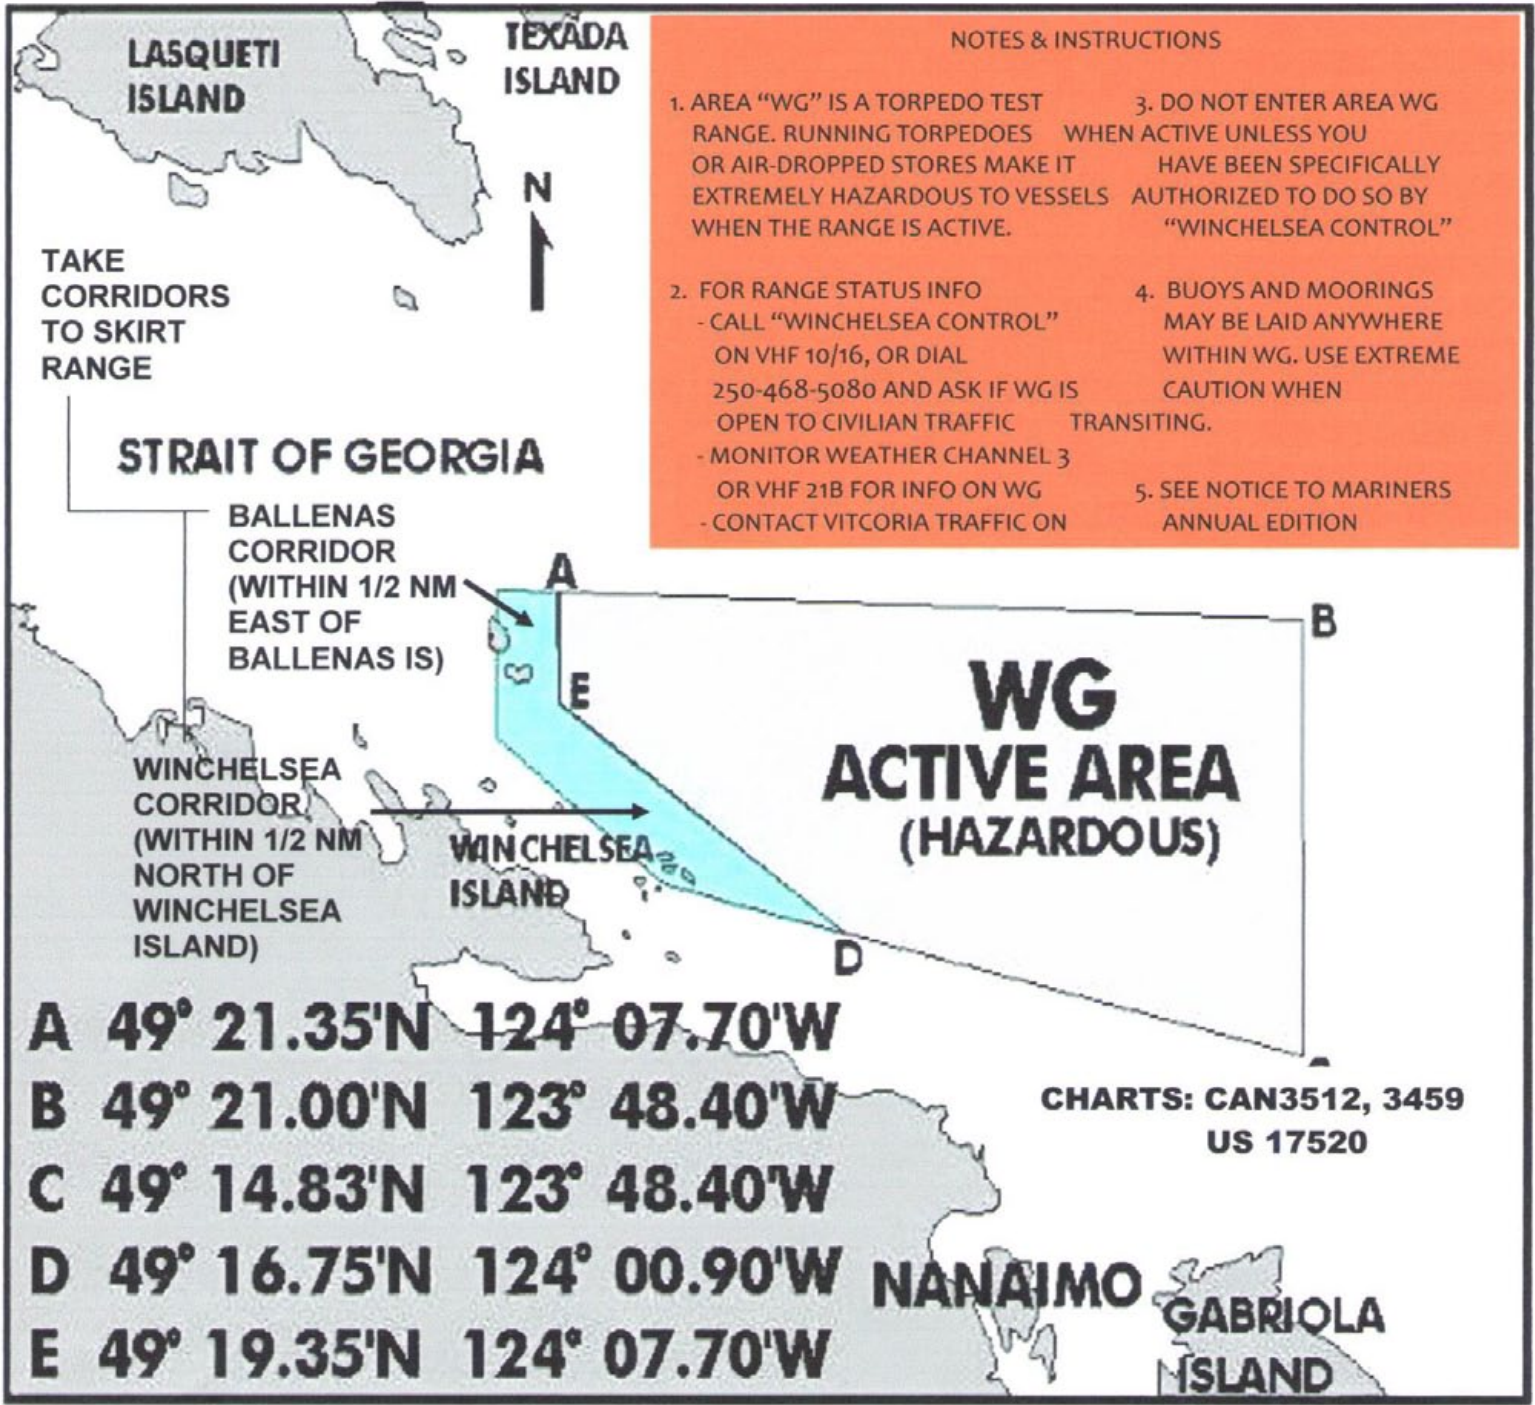 LASQUETI
ISLAND
TEXADA
ISLAND
N
NOTES & INSTRUCTIONS
1. AREA “WG” IS A TORPEDO TEST
RANGE. RUNNING TORPEDOES
OR AIR-DROPPED STORES MAKE IT
EXTREMELY HAZARDOUS TO VESSELS
WHEN THE RANGE IS ACTIVE.
2. FOR RANGE STATUS INFO
- CALL “WINCHELSEA CONTROL”
ON VHF 10/16, OR DIAL
250-468-5080 AND ASK IF WG IS
OPEN TO CIVILIAN TRAFFIC
- MONITOR WEATHER CHANNEL 3
OR VHF 21B FOR INFO ON WG
- CONTACT VITCORIA TRAFFIC ON
3. DO NOT ENTER AREA WG
WHEN ACTIVE UNLESS YOU
HAVE BEEN SPECIFICALLY
AUTHORIZED TO DO SO BY
“WINCHELSEA CONTROL”
4. BUOYS AND MOORINGS
MAY BE LAID ANYWHERE
WITHIN WG. USE EXTREME
CAUTION WHEN
TRANSITING.
5. SEE NOTICE TO MARINERS
ANNUAL EDITION
TAKE
CORRIDORS
TO SKIRT
RANGE
STRAIT OF GEORGIA
BALLENAS
CORRIDOR
(WITHIN 1/2 NM
EAST OF
BALLENAS IS)
A
B
E
WG
ACTIVE AREA
(HAZARDOUS)
WINCHELSEA
CORRIDOR
(WITHIN 1/2 NM
NORTH OF
WINCHELSEA
ISLAND)
WINCHELSEA
ISLAND
D
A 49° 21.35'N 124° 07.70'W
B 49° 21.00'N 123° 48.40'W
C 49° 14.83'N 123° 48.40'W
D 49° 16.75'N 124° 00.90'W
E 49° 19.35'N 124° 07.70'W
CHARTS: CAN3512, 3459
US 17520
NANAIMO
GABRIOLA
ISLAND